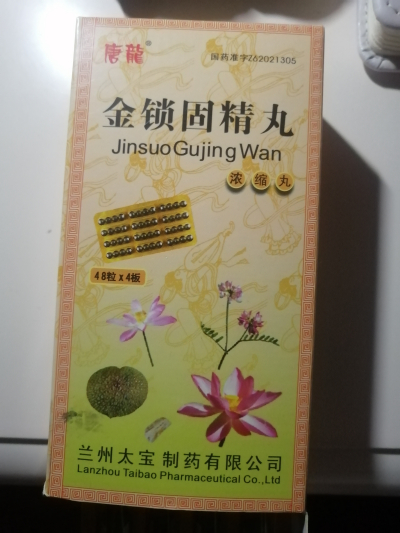 唐龍®
国药准字Z62021305
金锁固精丸
JinsuoGujingWan
浓缩丸
48粒x4板
兰州太宝制药有限公司
Lanzhou Taibao Pharmaceutical Co.,Ltd